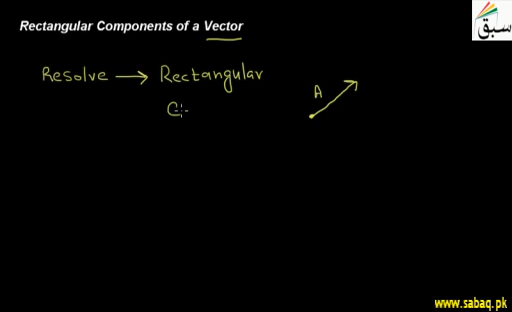 Rectangular Components of a Vector
سبق
Resolve → Rectangular
C
A
www.sabaq.pk